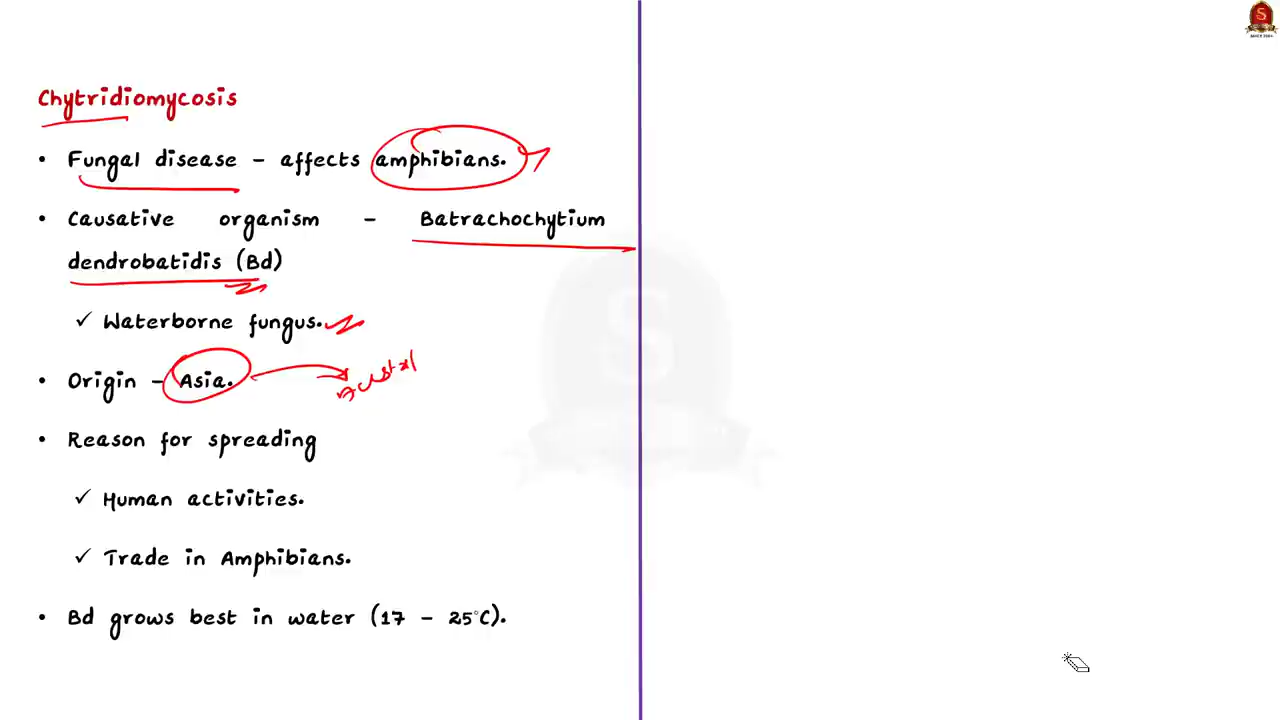 Chytridiomycosis
• Fungal disease - affects amphibians.
• Causative organism - Batrachochytium
dendrobatidis (Bd)
✓ Waterborne fungus.
• Origin - Asia.
• Reason for spreading
✓ Human activities.
✓ Trade in Amphibians.
• Bd grows best in water (17 - 25°C).